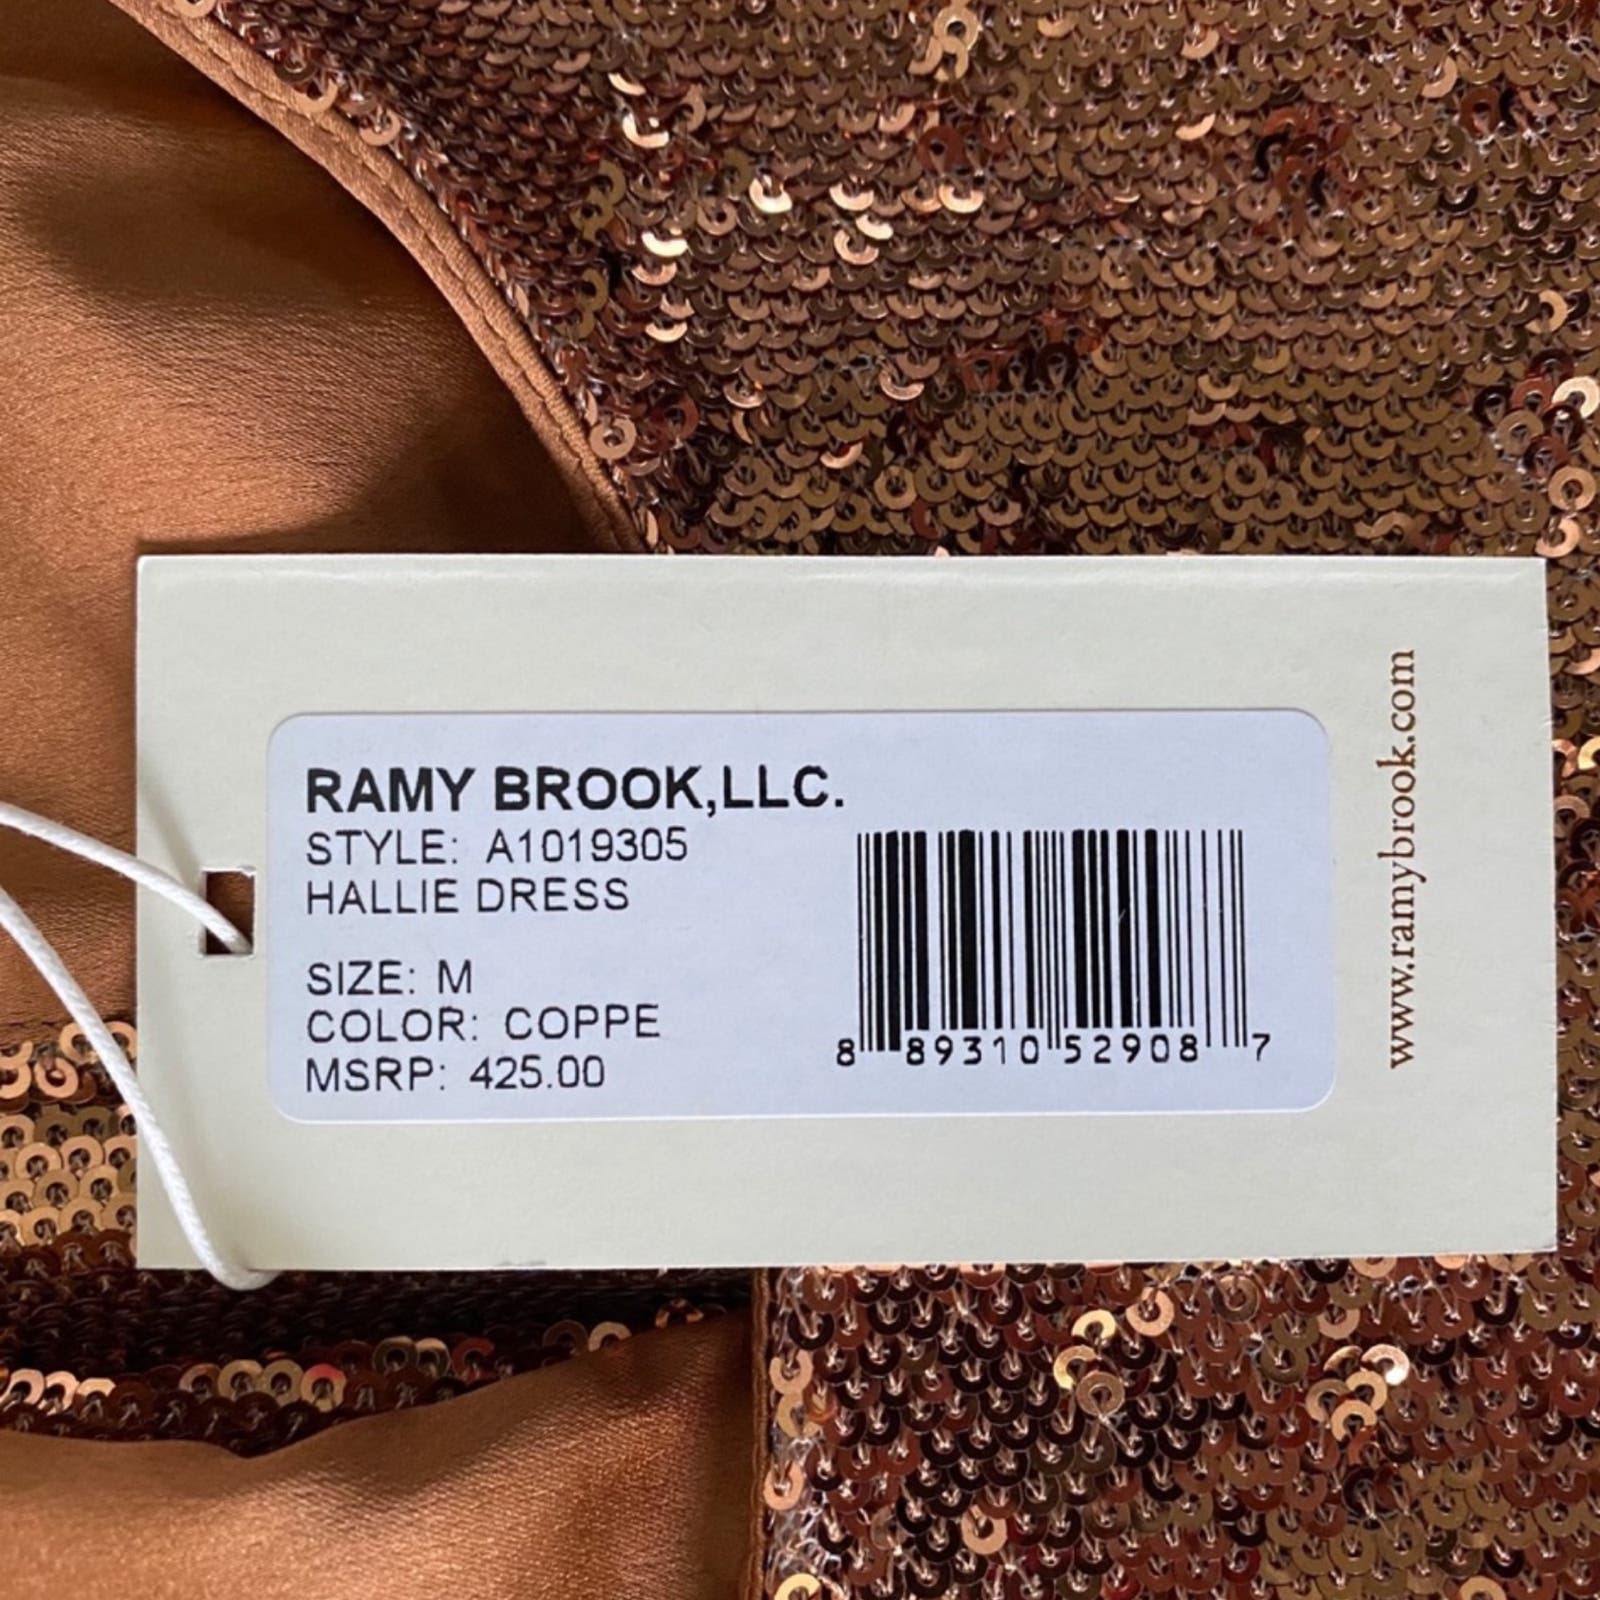 RAMY BROOK,LLC.
STYLE: A1019305
HALLIE DRESS
SIZE: M
COLOR: COPPE
MSRP: 425.00
8 89310 52908 7
www.ramybrook.com